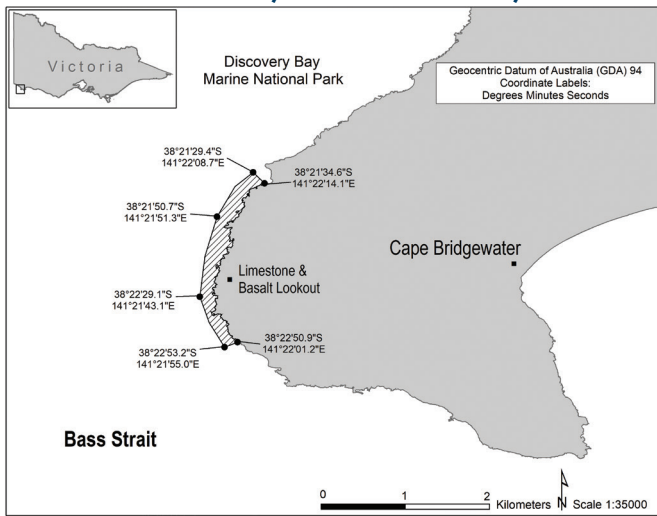 Victoria
Discovery Bay
Marine National Park
Geocentric Datum of Australia (GDA) 94
Coordinate Labels:
Degrees Minutes Seconds
38°21'29.4"S
141°22'08.7"E
38°21'34.6"S
141°22'14.1"E
38°21'50.7"S
141°21'51.3"E
Cape Bridgewater
Limestone &
Basalt Lookout
38°22'29.1"S
141°21'43.1"E
38°22'50.9"S
141°22'01.2"E
38°22'53.2"S
141°21'55.0"E
Bass Strait
0 1 2
Kilometers N Scale 1:35000